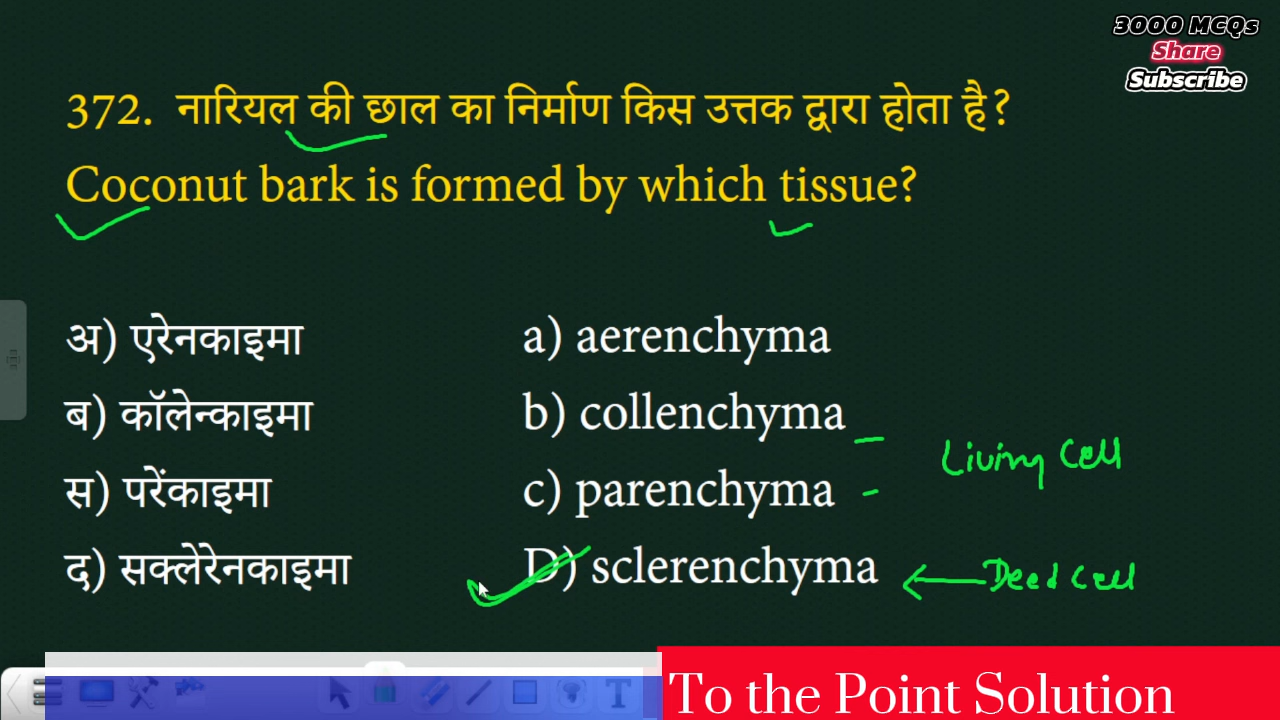 3000 MCQs
Share
Subscribe
372. नारियल की छाल का निर्माण किस उत्तक द्वारा होता है?
Coconut bark is formed by which tissue?
अ) एरेनकाइमा
a) aerenchyma
ब) कॉलेन्काइमा
b) collenchyma
Living Cell
स) परेंकाइमा
c) parenchyma
द) सक्लेरेनकाइमा
D) sclerenchyma
Deed Cell
To the Point Solution